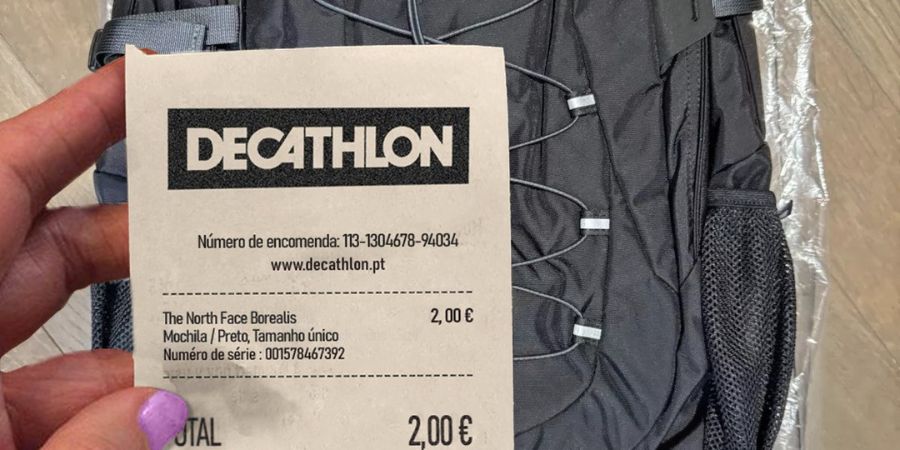 DECATHLON
Número de encomenda: 113-1304678-94034
www.decathlon.pt
The North Face Borealis 2,00 €
Mochila / Preto, Tamanho único
Numéro de série : 001578467392
TOTAL 2,00 €